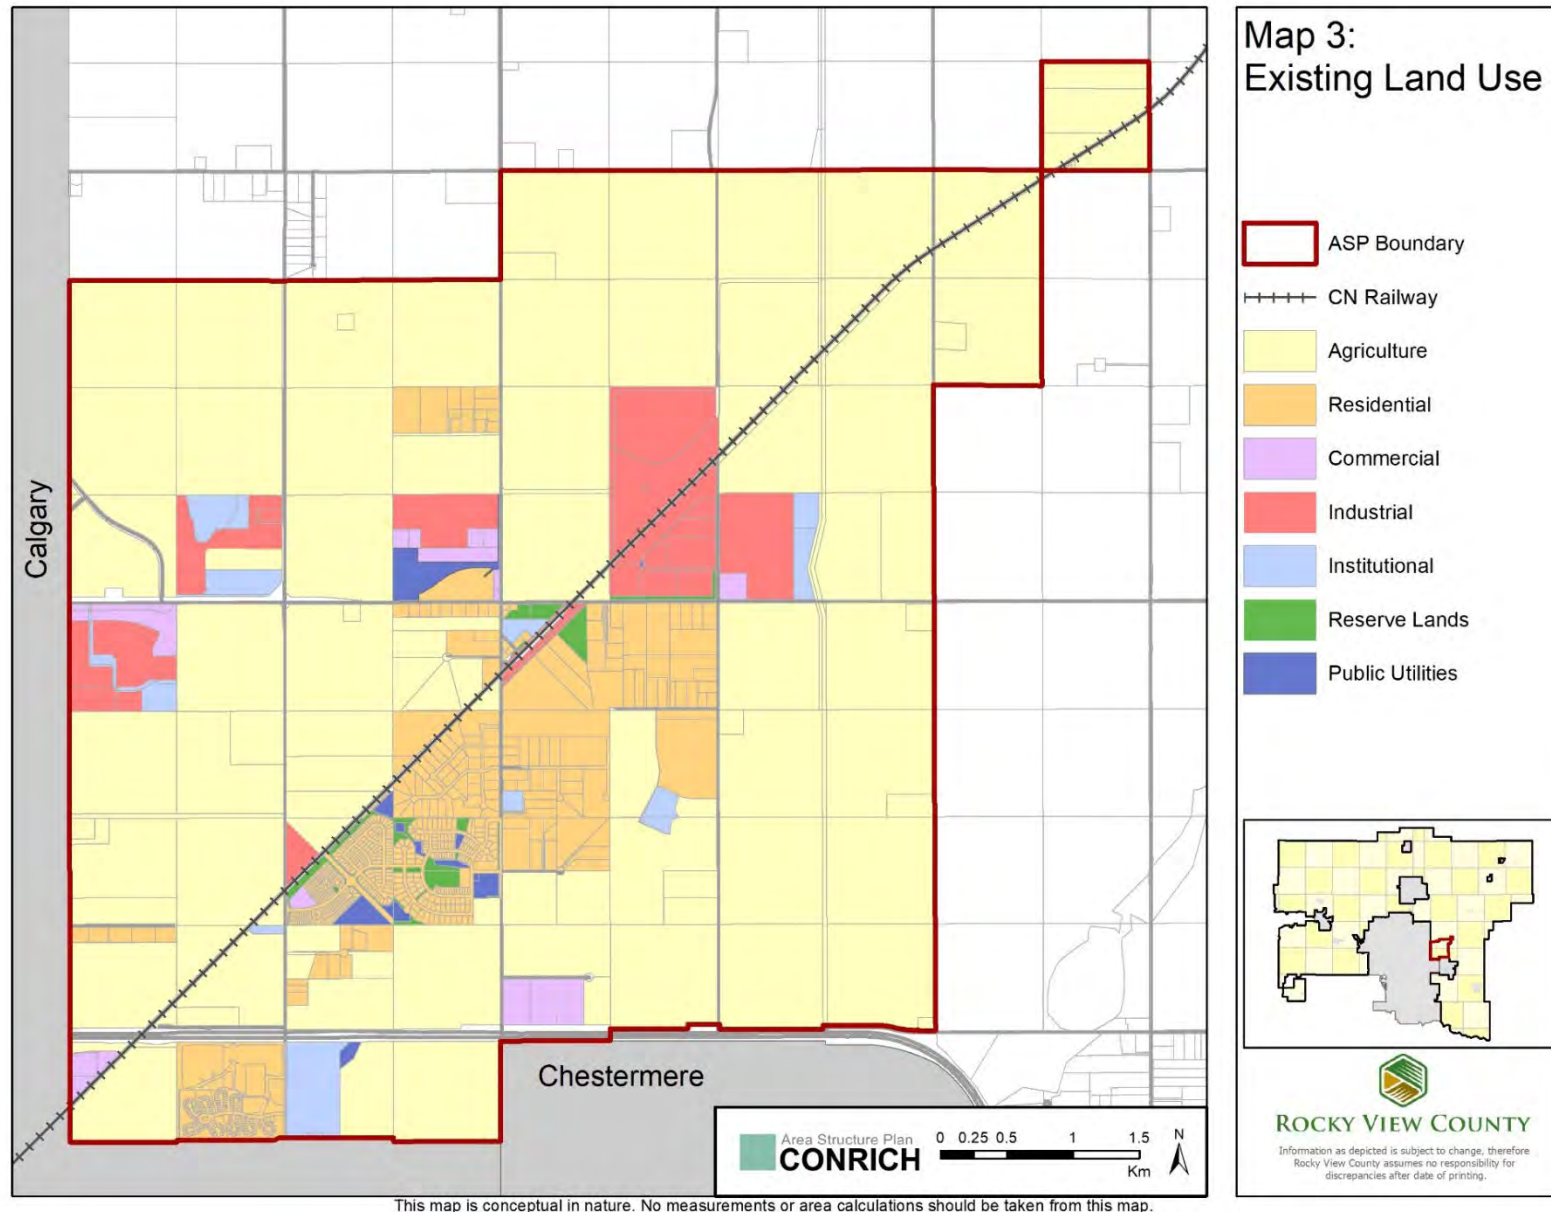 Map 3:
Existing Land Use
ASP Boundary
CN Railway
Agriculture
Residential
Commercial
Industrial
Institutional
Reserve Lands
Public Utilities
Calgary
Chestermere
Area Structure Plan
CONRICH
0 0.25 0.5 1 1.5
Km
N
ROCKY VIEW COUNTY
Information as depicted is subject to change, therefore
Rocky View County assumes no responsibility for
discrepancies after date of printing.
This map is conceptual in nature. No measurements or area calculations should be taken from this map.